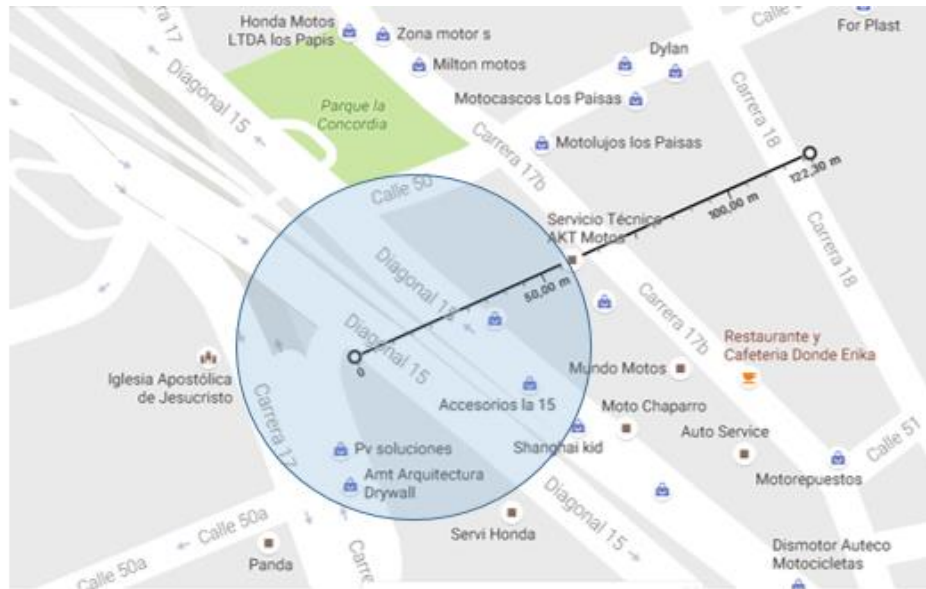 Carrera 17
Honda Motos
LTDA los Papis
Zona motor s
Milton motos
Calle
For Plast
Dylan
Diagonal 15
Parque la
Concordia
Motocascos Los Paisas
Motolujos los Paisas
Carrera 17b
Carrera 18
Calle 50
122,30 m
100,00 m
Servicio Técnico
AKT Motos
Carrera 18
Diagonal 15
50,00 m
Carrera 17b
Diagonal 15
0
Restaurante y
Cafeteria Donde Erika
Iglesia Apostólica
de Jesucristo
Mundo Motos
Accesorios la 15
Moto Chaparro
Auto Service
Calle 51
Carrera 17
Pv soluciones
Shanghai kid
Amt Arquitectura
Drywall
Motorepuestos
Diagonal 15
Calle 50a
Servi Honda
Panda
Calle 50a
Dismotor Auteco
Motocicletas